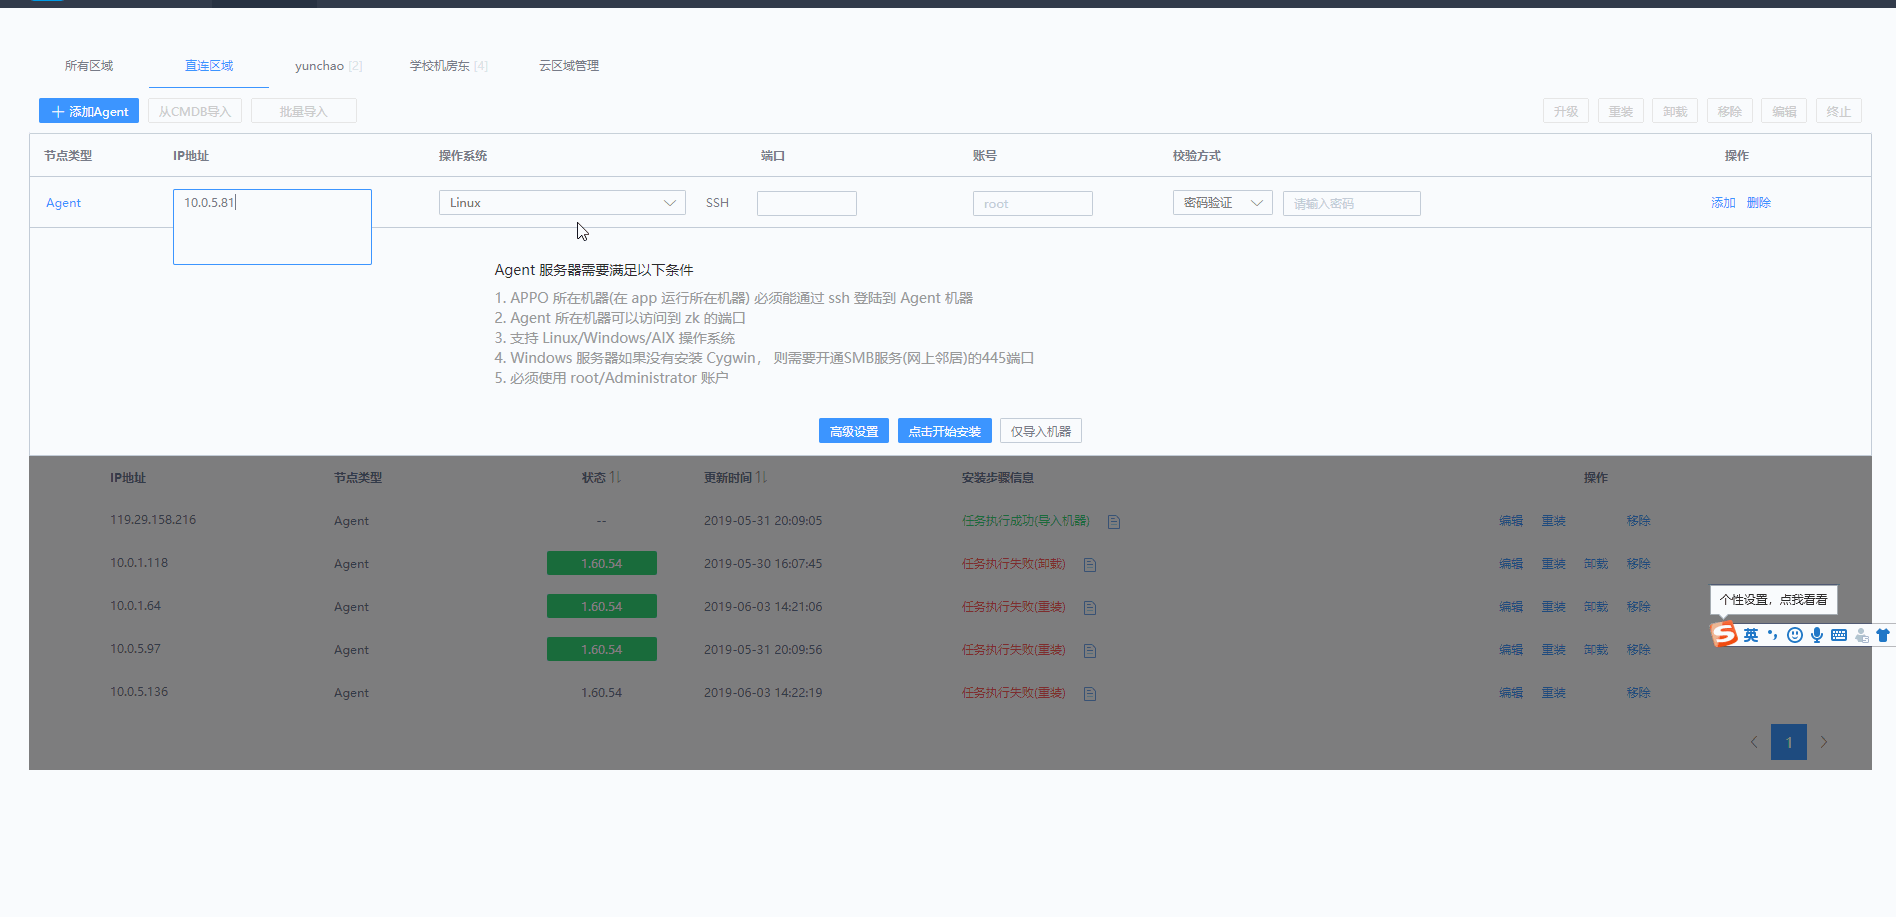 所有区域 直连区域 yunchao [2] 学校机房东 [4] 云区域管理
添加Agent 从CMDB导入 批量导入 升级 重装 卸载 移除 编辑 终止
节点类型 IP地址 操作系统 端口 账号 校验方式 操作
Agent 10.0.5.81 Linux SSH root 密码验证 请输入密码 添加 删除
Agent 服务器需要满足以下条件
1. APPO 所在机器(在 app 运行所在机器) 必须能通过 ssh 登陆到 Agent 机器
2. Agent 所在机器可以访问到 zk 的端口
3. 支持 Linux/Windows/AIX 操作系统
4. Windows 服务器如果没有安装 Cygwin， 则需要开通SMB服务(网上邻居)的445端口
5. 必须使用 root/Administrator 账户
高级设置 点击开始安装 仅导入机器
IP地址 节点类型 状态 更新时间 安装步骤信息 操作
119.29.158.216 Agent -- 2019-05-31 20:09:05 任务执行成功(导入机器) 编辑 重装 移除
10.0.1.118 Agent 1.60.54 2019-05-30 16:07:45 任务执行失败(卸载) 编辑 重装 卸载 移除
10.0.1.64 Agent 1.60.54 2019-06-03 14:21:06 任务执行失败(重装) 编辑 重装 卸载 移除
个性设置，点我看看
S 英
10.0.5.97 Agent 1.60.54 2019-05-31 20:09:56 任务执行失败(重装) 编辑 重装 卸载 移除
10.0.5.136 Agent 1.60.54 2019-06-03 14:22:19 任务执行失败(重装) 编辑 重装 移除
1